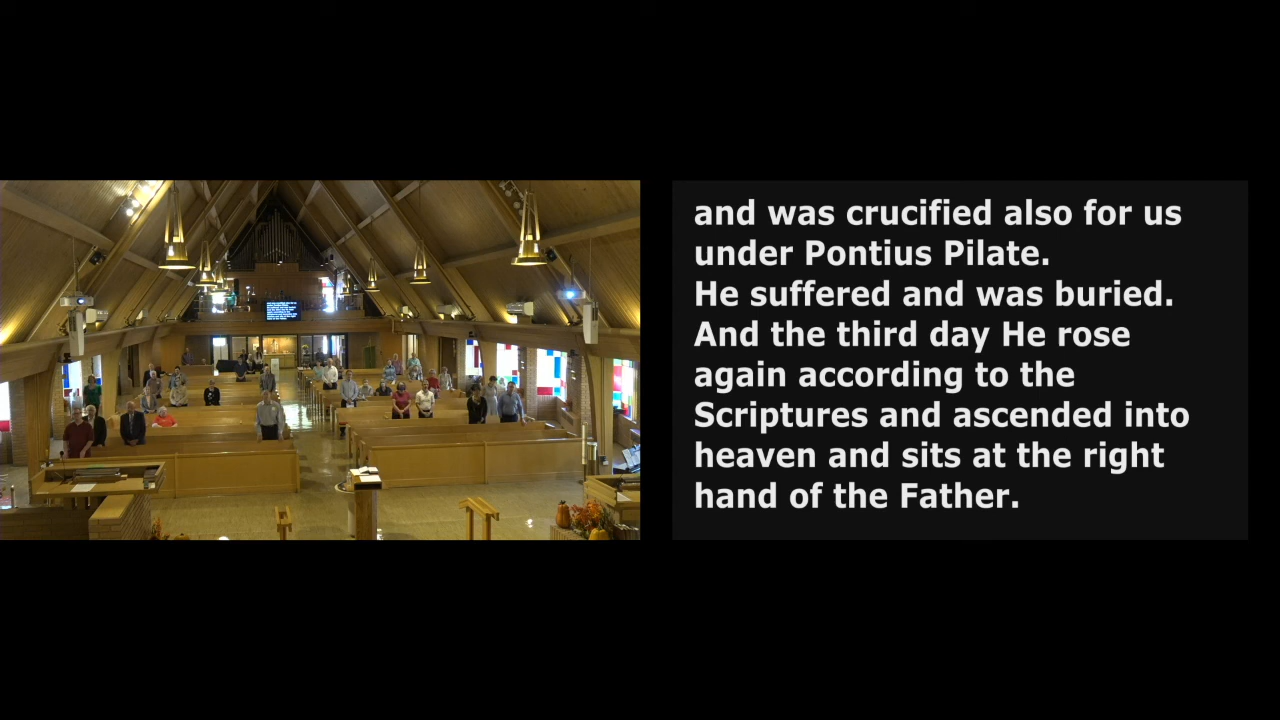 and was crucified also for us
under Pontius Pilate.
He suffered and was buried.
And the third day He rose
again according to the
Scriptures and ascended into
heaven and sits at the right
hand of the Father.